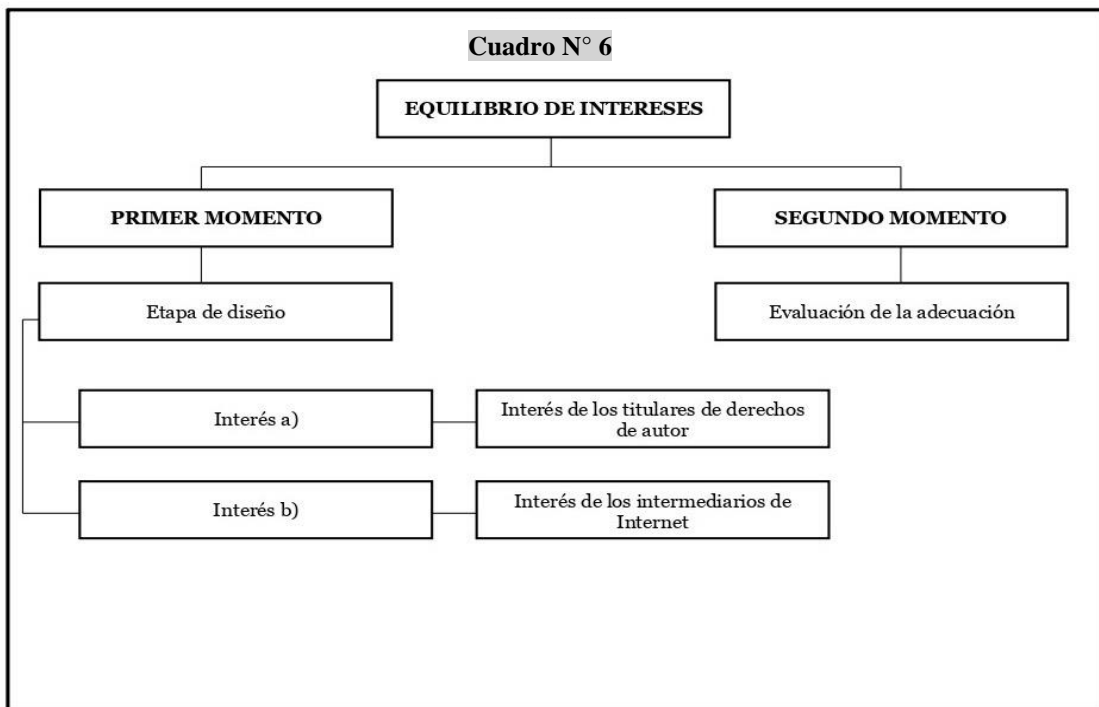 Cuadro N° 6
EQUILIBRIO DE INTERESES
PRIMER MOMENTO
SEGUNDO MOMENTO
Etapa de diseño
Evaluación de la adecuación
Interés a)
Interés de los titulares de derechos
de autor
Interés b)
Interés de los intermediarios de
Internet